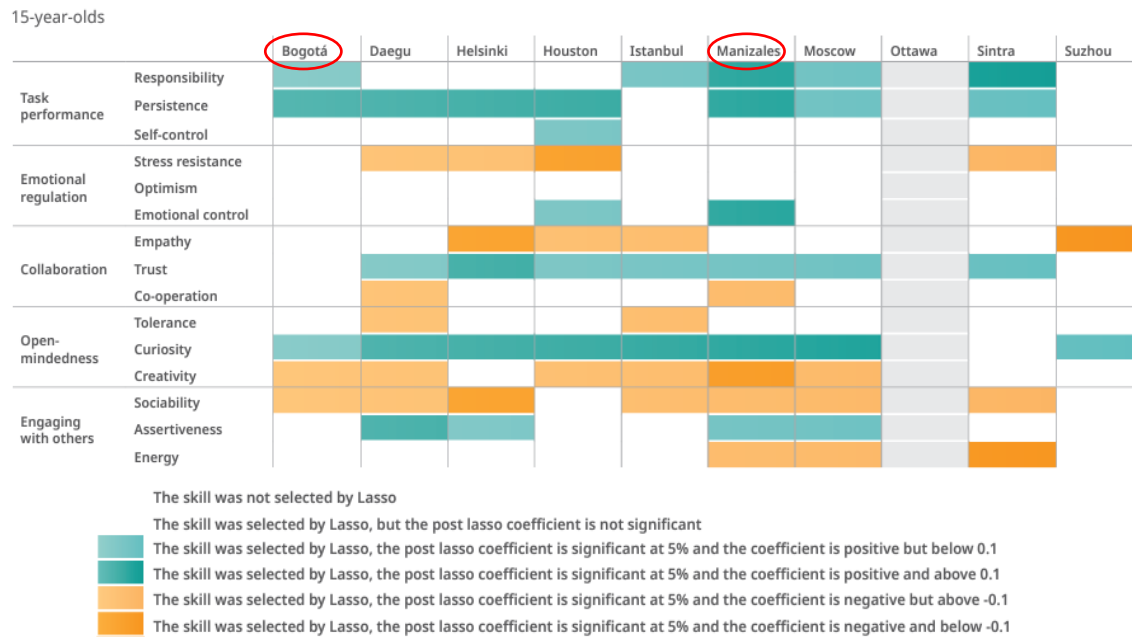 15-year-olds
Bogotá Daegu Helsinki Houston Istanbul Manizales Moscow Ottawa Sintra Suzhou
Task performance
Responsibility
Persistence
Self-control
Emotional regulation
Stress resistance
Optimism
Emotional control
Collaboration
Empathy
Trust
Co-operation
Open-mindedness
Tolerance
Curiosity
Creativity
Engaging with others
Sociability
Assertiveness
Energy
The skill was not selected by Lasso
The skill was selected by Lasso, but the post lasso coefficient is not significant
The skill was selected by Lasso, the post lasso coefficient is significant at 5% and the coefficient is positive but below 0.1
The skill was selected by Lasso, the post lasso coefficient is significant at 5% and the coefficient is positive and above 0.1
The skill was selected by Lasso, the post lasso coefficient is significant at 5% and the coefficient is negative but above -0.1
The skill was selected by Lasso, the post lasso coefficient is significant at 5% and the coefficient is negative and below -0.1